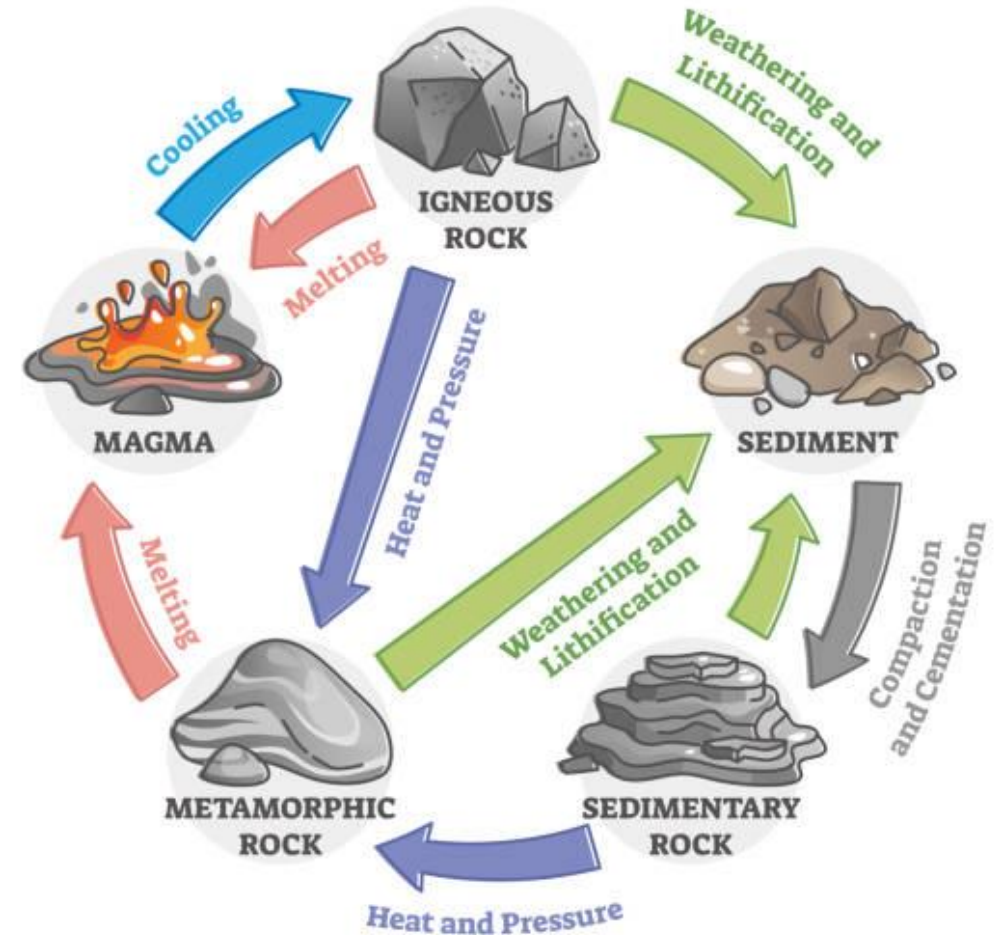 Cooling
Weathering and
Lithification
IGNEOUS
ROCK
Melting
Heat and Pressure
MAGMA
SEDIMENT
Melting
Weathering and
Lithification
Compaction
and Cementation
METAMORPHIC
ROCK
SEDIMENTARY
ROCK
Heat and Pressure